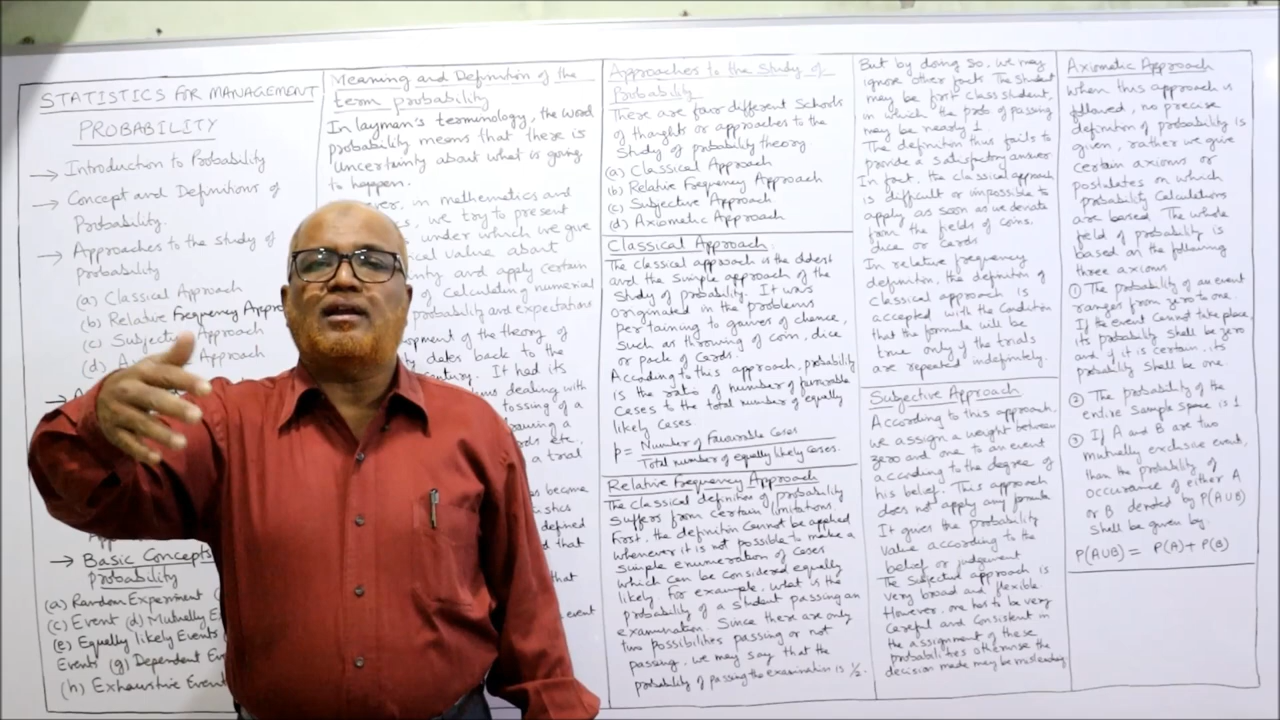 STATISTICS FOR MANAGEMENT
PROBABILITY
→ Introduction to Probability
→ Concept and Definitions of
Probability.
→ Approaches to the study of
probability
(a) Classical Approach
(b) Relative Frequency Appro
(c) Subjective Approach
(d) A Approach
→ Basic Concepts
probability
(a) Random Experiment
(c) Event (d) Mutually E
(e) Equally likely Events
Events (g) Dependent Eve
(h) Exhaustive Event
Meaning and Definition of the
term probability
In laymen's terminology, the word
probability means that there is
Uncertainty about what is going
to happen.
ever, in mathematics and
, we try to present
under which we give
cal value about
nty and apply certain
of calculating numerical
probability and expectations
opment of the theory of
dates back to the
century. It had its
dealing with
tossing of a
drawing a
ds etc.,
a trial
become
istics
defined
d that
that
event
Approaches to the Study of
Probability
There are four different Schools
of thoughts or approaches to the
Study of probability theory
(a) Classical Approach
(b) Relative Frequency Approach
(c) Subjective Approach
(d) Axiomatic Approach
Classical Approach:
The classical approach is the oldest
and the simple approach of the
Study of probability. It was
originated in the problems
pertaining to games of chence,
such as throwing of coin, dice
or pack of Cards.
According to this approach, probability
is the ratio of number of favourable
Cases to the total number of equally
likely Cases.
p = Number of Favourable Cases
Total number of equally likely cases.
Relative Frequency Approach
The classical definition of probability
suffers from certain limitations.
First, the definition Cannot be applied
whenever it is not possible to make a
simple enumeration of Cases
which can be considered equally
likely. For example, what is the
probability of a student passing an
examination. Since there are only
two possibilities passing or not
passing, we may say that the
probability of passing the examination is ½.
But by doing so, we may
ignore other fact. The student
may be first class student,
in which the prob of passing
may be nearly 1.
The definition thus fails to
provide a satisfactory answer
In fact, the classical approach
is difficult or impossible to
apply as soon as we deviate
from the fields of coins,
dice or cards
In relative frequency
definition, the definition of
classical approach is
accepted with the Condition
that the formula will be
true only if the trials
are repeated indefinitely.
Subjective Approach
According to this approach,
we assign a weight between
zero and one to an event
according to the degree of
his belief. This approach
does not apply any formula
It gives the probability
value according to the
belief or judgement
The Subjective approach is
very broad and flexible.
However, one has to be very
Careful and Consistent in
the assignment of these
probabilities otherwise the
decision made may be misleading
Axiomatic Approach
when this approach is
followed, no precise
definition of probability is
given, rather we give
certain axioms or
postulates on which
probability Calculations
are based. The whole
field of probability is
based on the following
three axioms
① The probability of an event
ranges from zero to one.
If the event Cannot take place,
its probability shall be zero
and if it is certain, its
probability shall be one.
② The probability of the
entire Sample space is 1
③ If A and B are two
mutually exclusive event,
than the probability of
occurance of either A
or B denoted by P(A∪B)
Shall be given by.
P(A∪B) = P(A) + P(B)